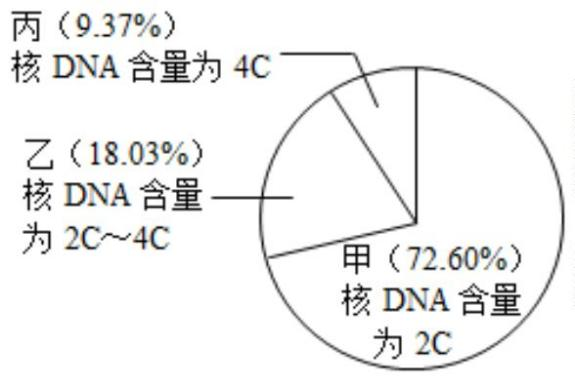 丙（9.37%）
核 DNA 含量为 4C
乙（18.03%）
核 DNA 含量
为 2C～4C
甲（72.60%）
核 DNA 含量
为 2C